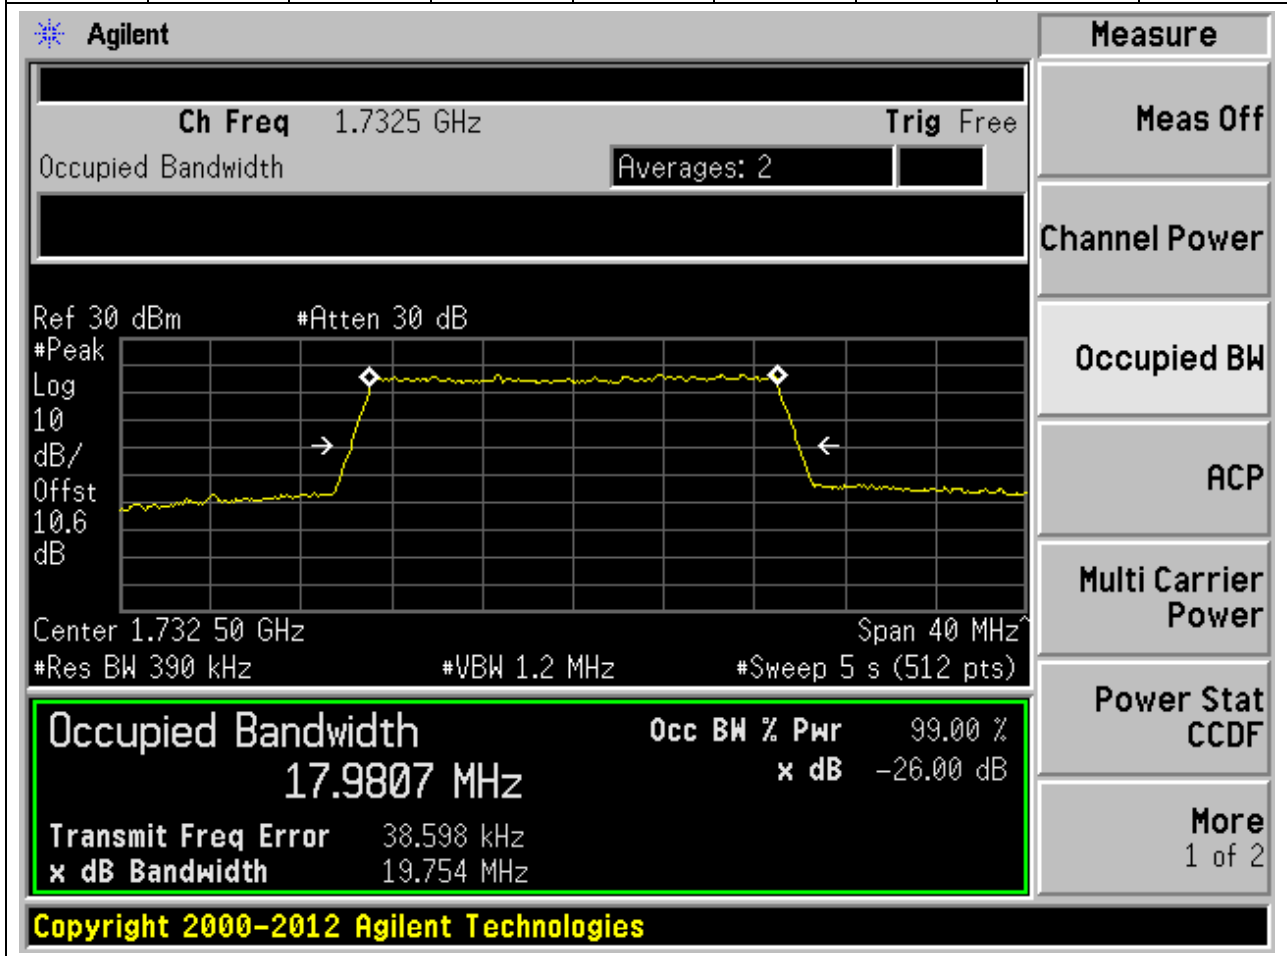 Agilent
Measure
Ch Freq 1.7325 GHz Trig Free
Occupied Bandwidth Averages: 2
Meas Off
Channel Power
Occupied BW
ACP
Multi Carrier
Power
Power Stat
CCDF
More
1 of 2
Ref 30 dBm #Atten 30 dB
#Peak
Log
10
dB/
Offst
10.6
dB
Center 1.732 50 GHz Span 40 MHz^
#Res BW 390 kHz #VBW 1.2 MHz #Sweep 5 s (512 pts)
Occupied Bandwidth Occ BW % Pwr 99.00 %
17.9807 MHz x dB -26.00 dB
Transmit Freq Error 38.598 kHz
x dB Bandwidth 19.754 MHz
Copyright 2000-2012 Agilent Technologies